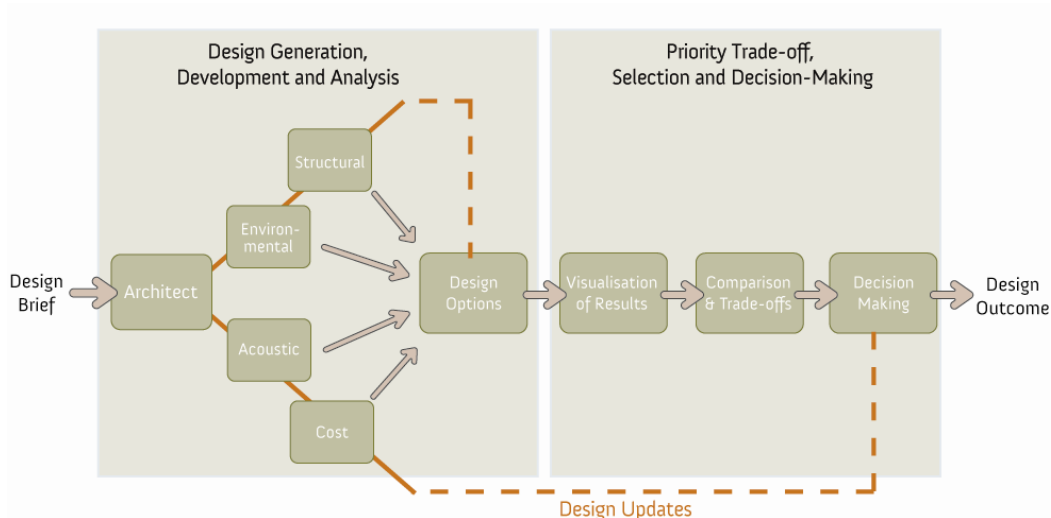 Design Generation,
Development and Analysis
Priority Trade-off,
Selection and Decision-Making
Structural
Environ-
mental
Design
Brief
Architect
Acoustic
Cost
Design
Options
Visualisation
of Results
Comparison
& Trade-offs
Decision
Making
Design
Outcome
Design Updates